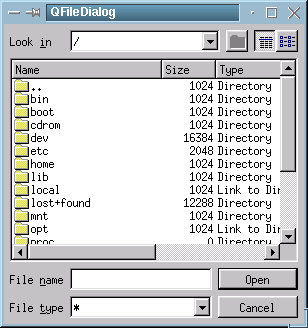 QFileDialog
Look in /
Name Size Type
.. 1024 Directory
bin 1024 Directory
boot 1024 Directory
cdrom 1024 Directory
dev 16384 Directory
etc 2048 Directory
home 1024 Directory
lib 1024 Directory
local 1024 Link to Dir
lost+found 12288 Directory
mnt 1024 Directory
opt 1024 Link to Dir
proc 0 Directory
File name Open
File type * Cancel